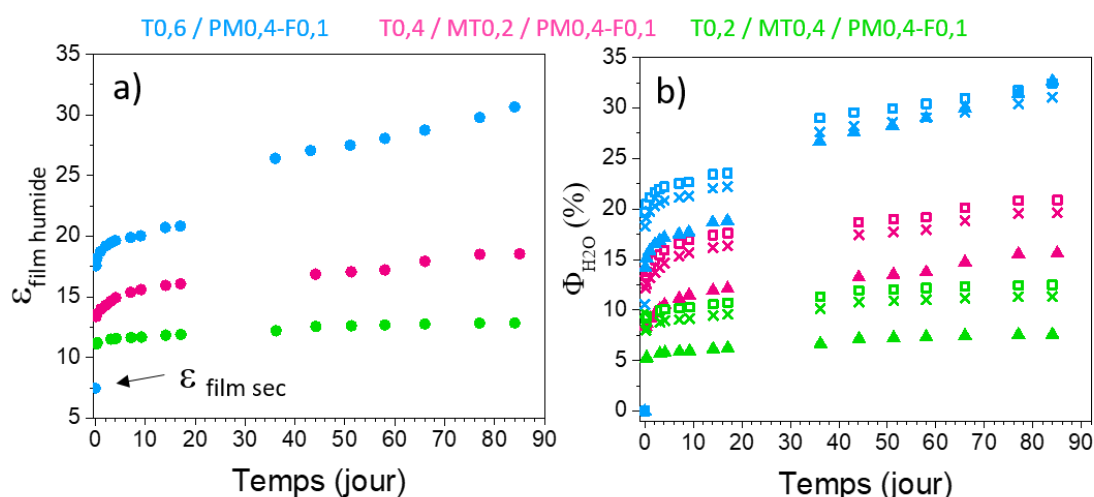 T0,6 / PM0,4-F0,1 T0,4 / MT0,2 / PM0,4-F0,1 T0,2 / MT0,4 / PM0,4-F0,1
a)
35
30
25
20
15
10
5
ε film humide
ε film sec
0 10 20 30 40 50 60 70 80 90
Temps (jour)
b)
35
30
25
20
15
10
5
0
Φ H2O (%)
0 10 20 30 40 50 60 70 80 90
Temps (jour)